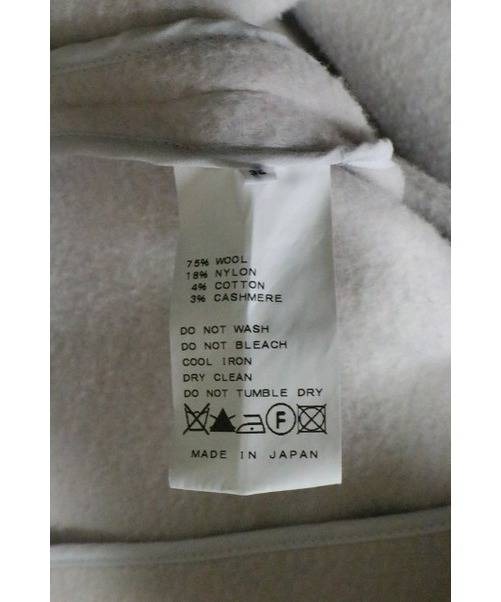 75% WOOL
18% NYLON
4% COTTON
3% CASHMERE
DO NOT WASH
DO NOT BLEACH
COOL IRON
DRY CLEAN
DO NOT TUMBLE DRY
F
MADE IN JAPAN